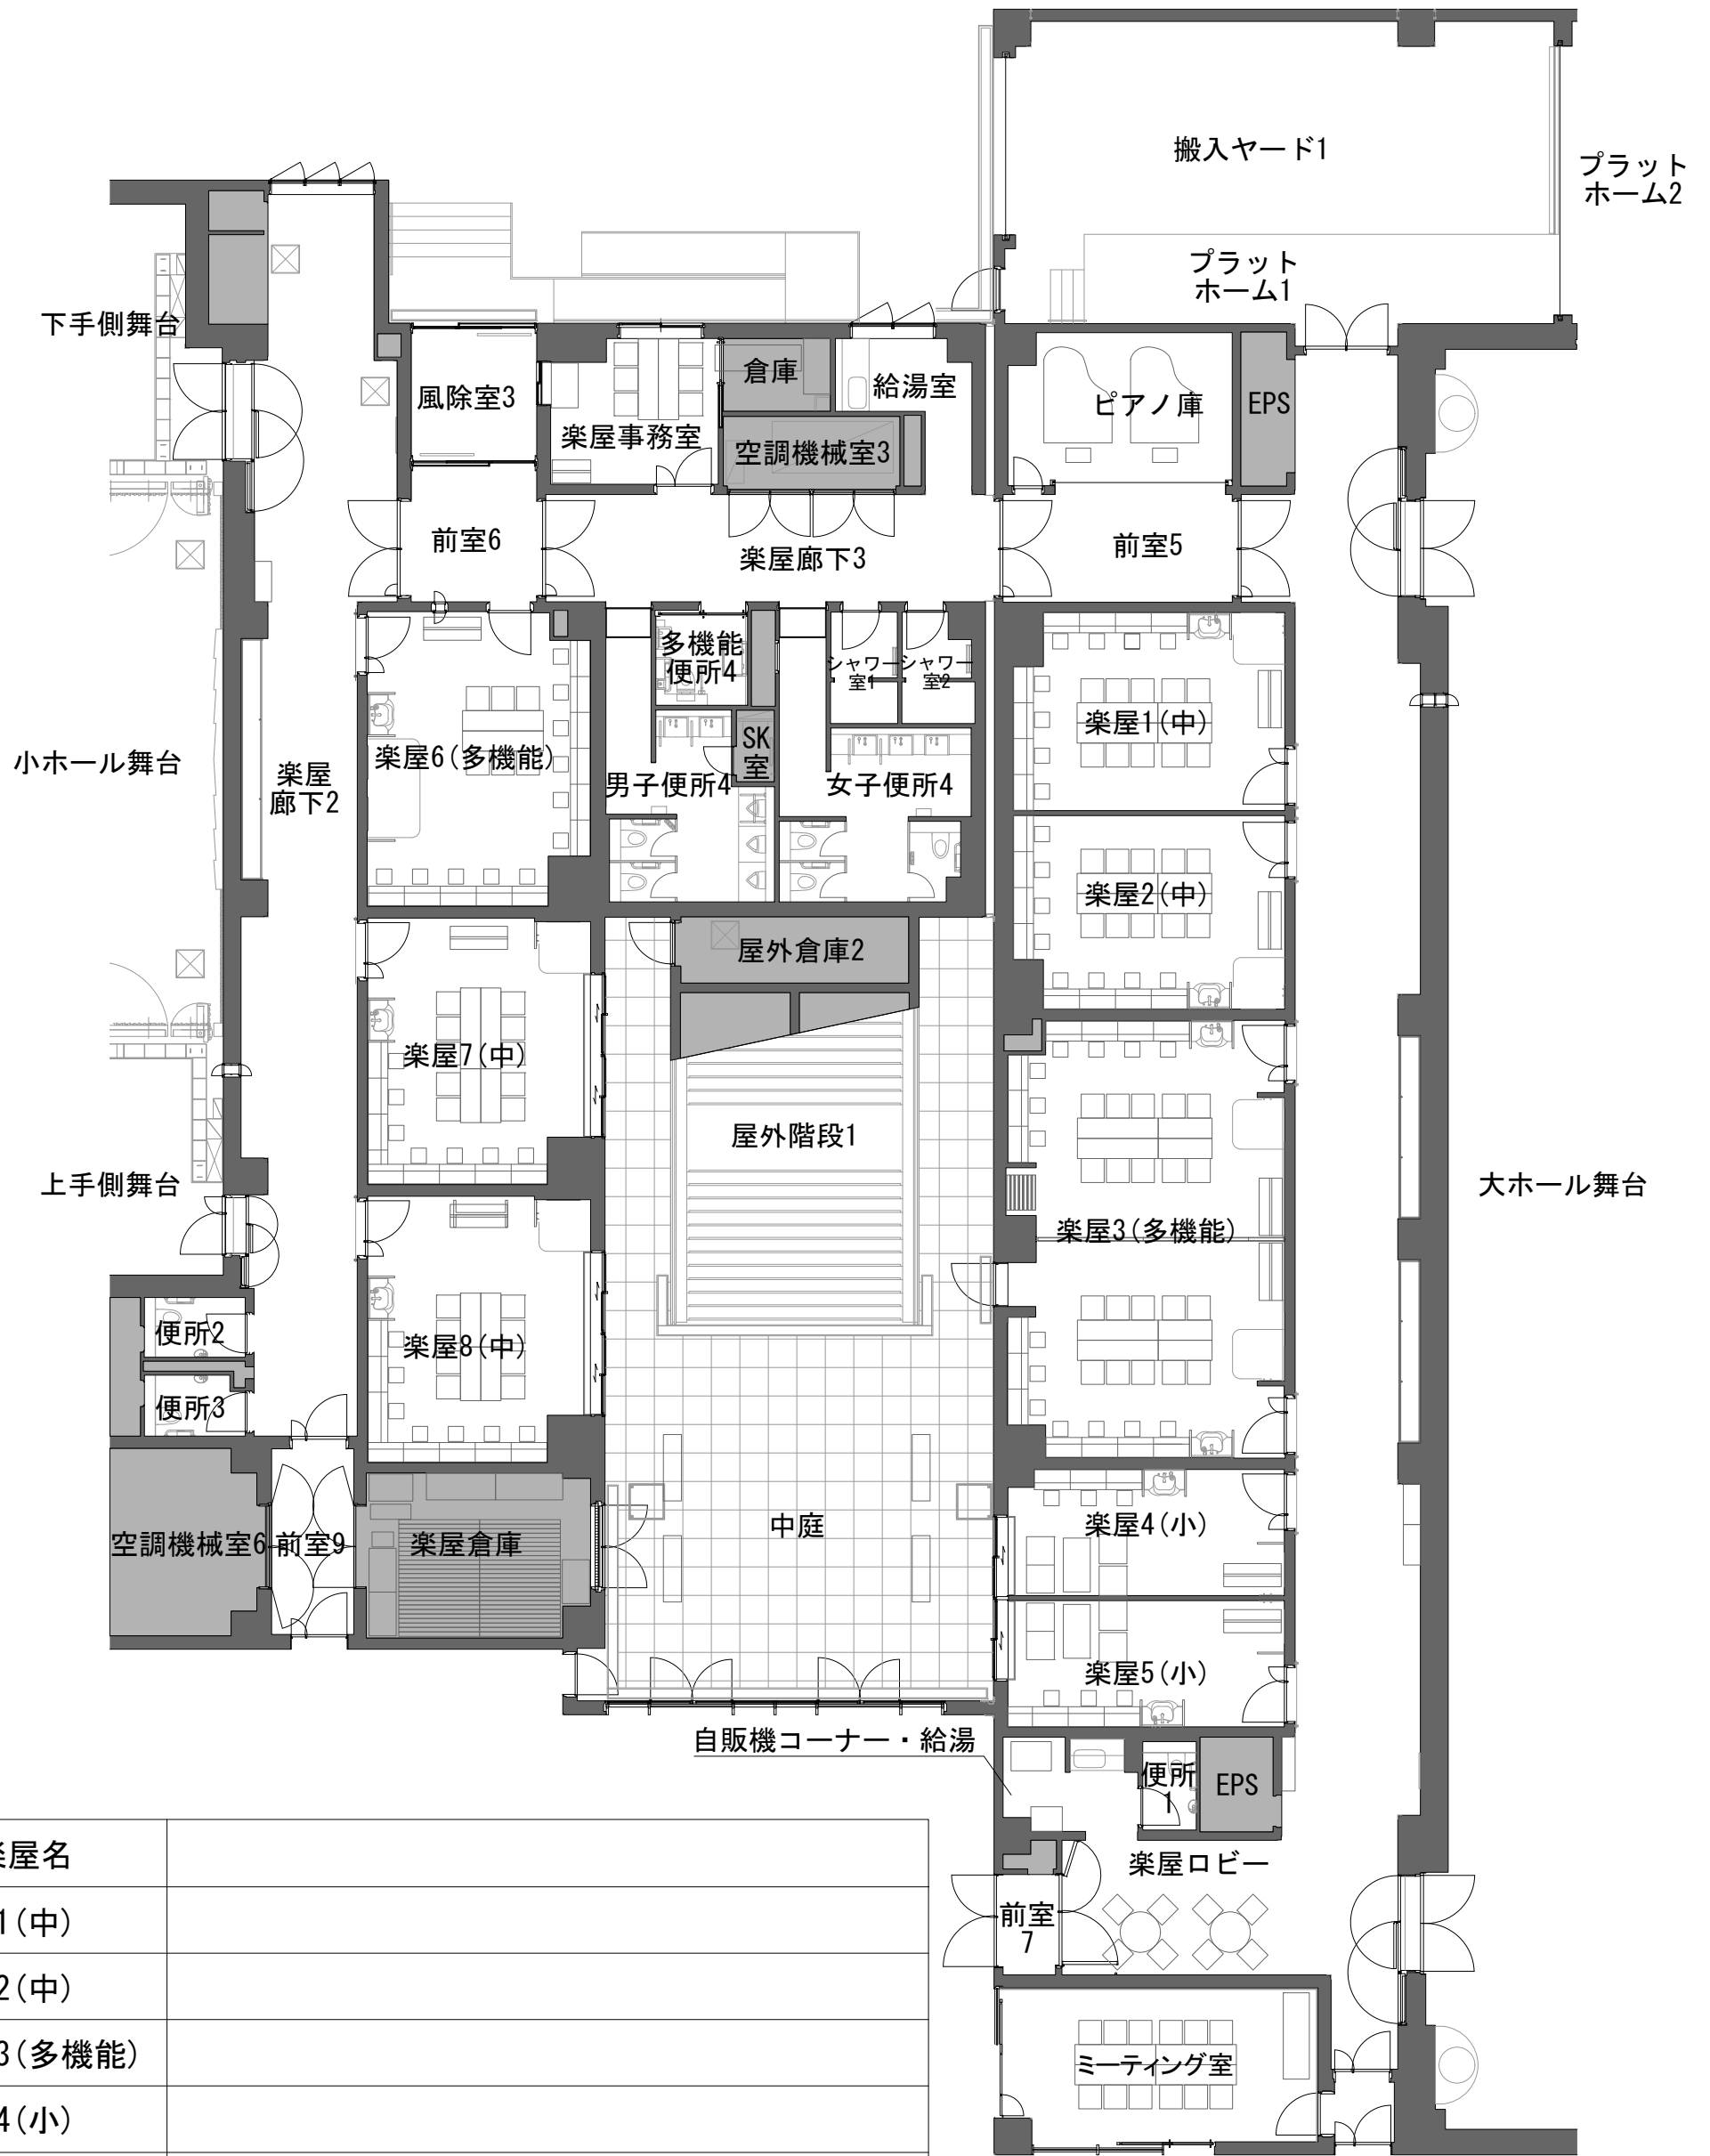 搬入ヤード1
プラット
ホーム2
プラット
ホーム1
下手側舞台
風除室3
楽屋事務室
倉庫
給湯室
空調機械室3
ピアノ庫
EPS
前室6
楽屋廊下3
前室5
多機能
便所4
シャワー
室1
シャワー
室2
楽屋1(中)
小ホール舞台
楽屋
廊下2
楽屋6(多機能)
男子便所4
SK
室
女子便所4
楽屋2(中)
屋外倉庫2
楽屋7(中)
屋外階段1
上手側舞台
楽屋3(多機能)
大ホール舞台
便所2
楽屋8(中)
便所3
空調機械室6
前室9
楽屋倉庫
中庭
楽屋4(小)
楽屋5(小)
自販機コーナー・給湯
便所
1
EPS
楽屋ロビー
前室
7
ミーティング室
楽屋名
1(中)
2(中)
3(多機能)
4(小)